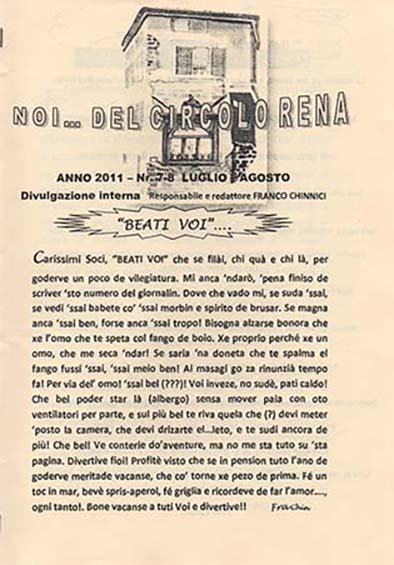 NOI... DEL CIRCOLO RENA
ANNO 2011 – Nr. 7-8 LUGLIO AGOSTO
Divulgazione interna Responsabile e redattore FRANCO CHINNICI
"BEATI VOI"....
Carissimi Soci, "BEATI VOI" che se filài, chi quà e chi là, per
goderve un poco de vilegiatura. Mi anca 'ndarò, 'pena finiso de
scriver 'sto numero del giornalin. Dove che vado mi, se suda 'ssai,
se vedi 'ssai babete co' 'ssai morbin e spirito de brusar. Se magna
anca 'ssai ben, forse anca 'ssai tropo! Bisogna alzarse bonora che
xe l'omo che te speta col fango de boio. Xe proprio perché xe un
omo, che me seca 'ndar! Se saria 'na doneta che te spalma el
fango fussi 'ssai, 'ssai meio ben! Ai masagi go za rinunzià tempo
fa! Per via del' omo! 'ssai bel (???)! Voi inveze, no sudè, pati caldo!
Che bel poder star là (albergo) sensa mover paia con oto
ventilatori per parte, e sul più bel te riva quela che (?) devi meter
'posto la camera, che devi drizarte el...leto, e te sudi ancora de
più! Che bel! Ve conterie do'aventure, ma no me sta tuto su 'sta
pagina. Divertive fioi! Profitè visto che se in pension tuto l'ano de
goderve meritade vacanse, che co' torne xe pezo de prima. Fé un
toc in mar, bevè spris-aperol, fé griglia e ricordeve de far l'amor....,
ogni tanto!. Bone vacanse a tuti Voi e divertive!! Frachin